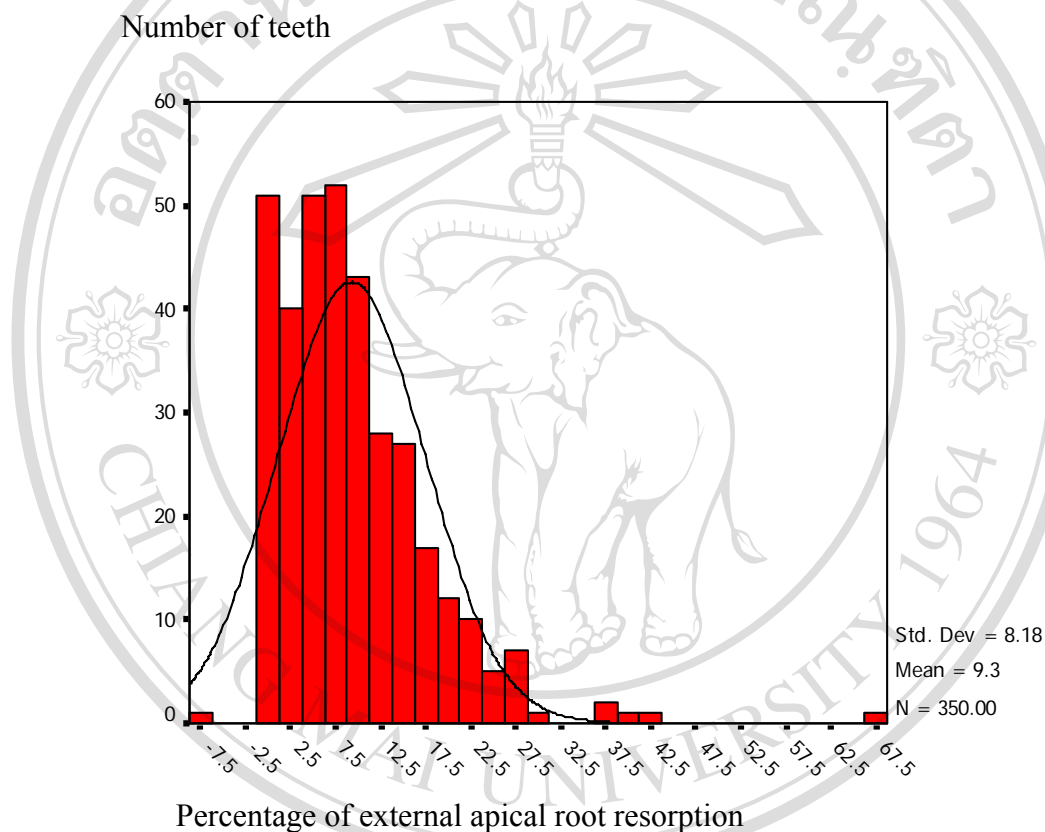 Number of teeth
60
50
40
30
20
10
0
Std. Dev = 8.18
Mean = 9.3
N = 350.00
-7.5 -2.5 2.5 7.5 12.5 17.5 22.5 27.5 32.5 37.5 42.5 47.5 52.5 57.5 62.5 67.5
Percentage of external apical root resorption
CHIANG MAI UNIVERSITY 1964